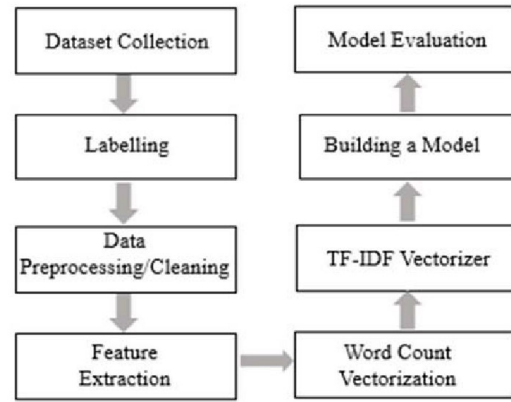 Dataset Collection
Labelling
Data
Preprocessing/Cleaning
Feature
Extraction
Word Count
Vectorization
TF-IDF Vectorizer
Building a Model
Model Evaluation